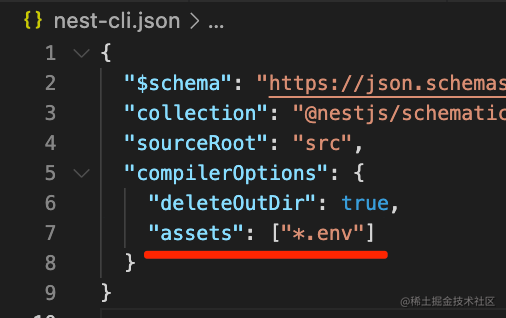 {} nest-cli.json > ...
1 {
2 "$schema": "https://json.schemas
3 "collection": "@nestjs/schematic
4 "sourceRoot": "src",
5 "compilerOptions": {
6 "deleteOutDir": true,
7 "assets": ["*.env"]
8 }
9 }
@稀土掘金技术社区